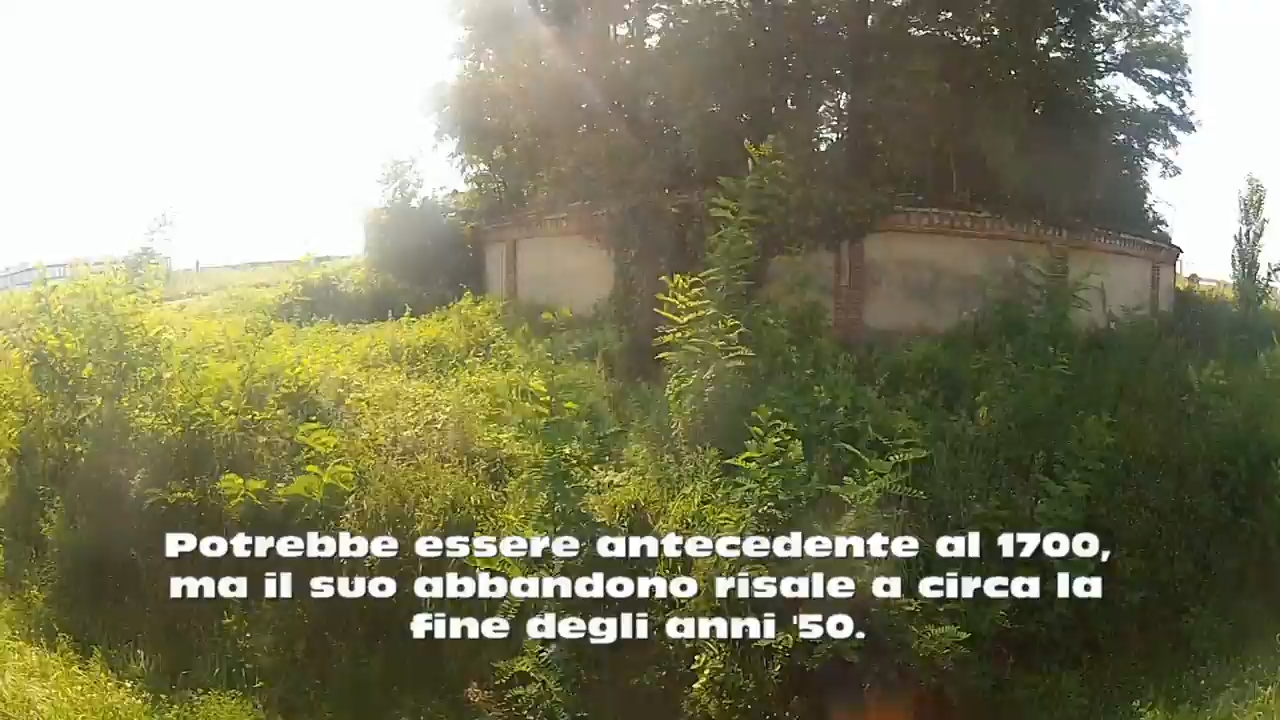 Potrebbe essere antecedente al 1700,
ma il suo abbandono risale a circa la
fine degli anni '50.